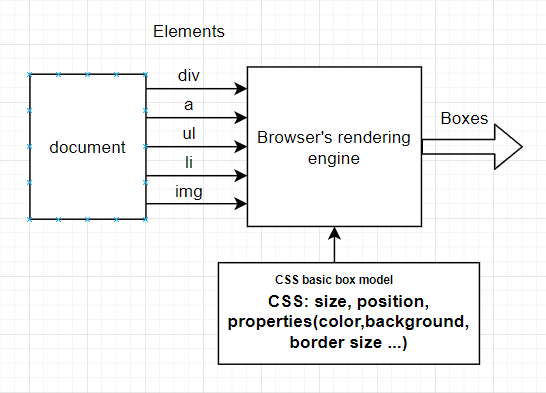 Elements
div
a
ul
li
img
document
Browser's rendering
engine
Boxes
CSS basic box model
CSS: size, position,
properties(color,background,
border size ...)